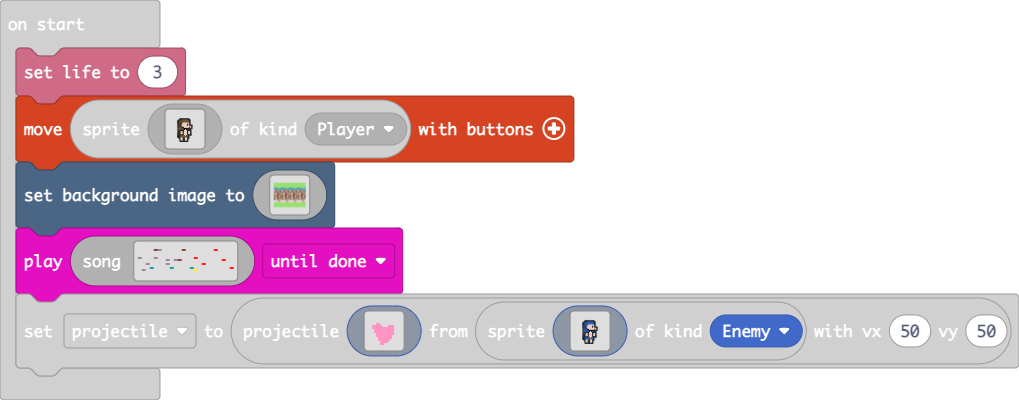 on start
set life to 3
move sprite of kind Player with buttons
set background image to
play song until done
set projectile to projectile from sprite of kind Enemy with vx 50 vy 50